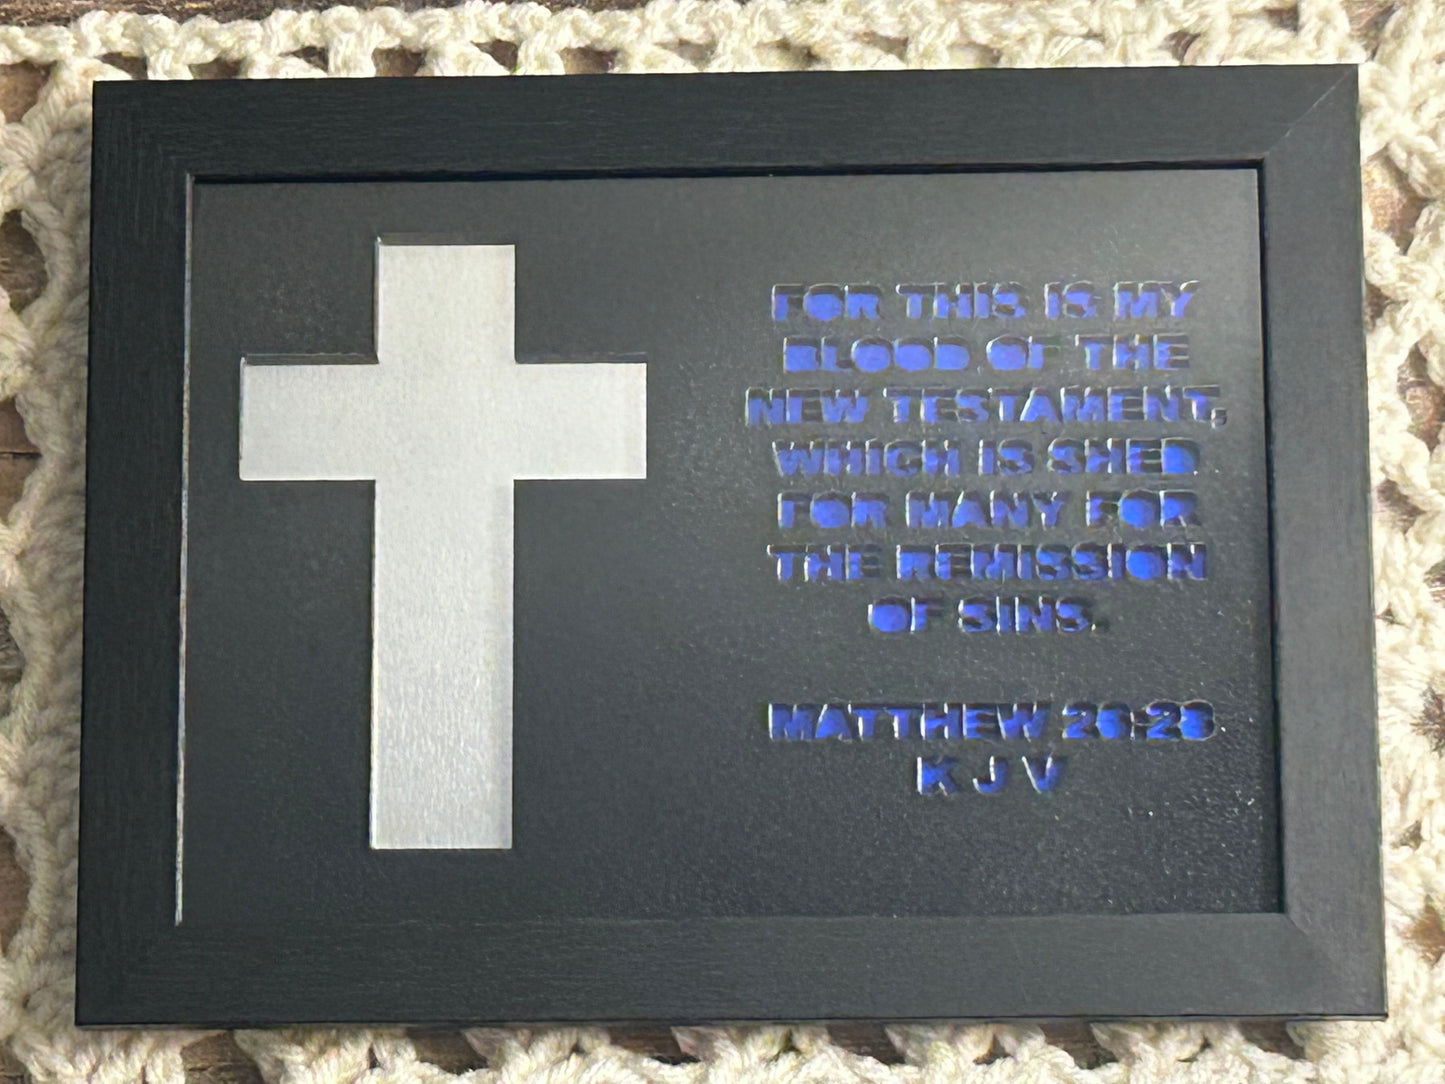 FOR THIS IS MY
BLOOD OF THE
NEW TESTAMENT,
WHICH IS SHED
FOR MANY FOR
THE REMISSION
OF SINS.
MATTHEW 26:28
KJV